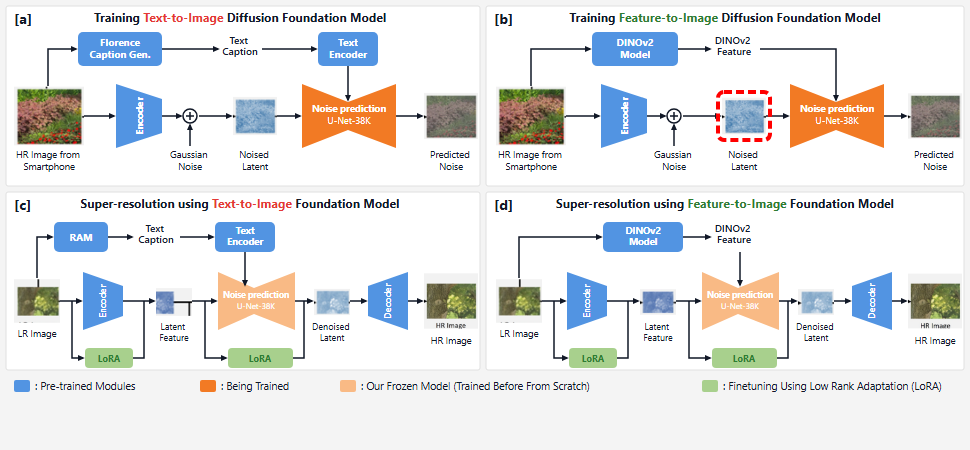 [a] Training Text-to-Image Diffusion Foundation Model
Florence
Caption Gen.
Text
Caption
Text
Encoder
Encoder
Noise prediction
U-Net-38K
HR Image from
Smartphone
Gaussian
Noise
Noised
Latent
Predicted
Noise
[b] Training Feature-to-Image Diffusion Foundation Model
DINOv2
Model
DINOv2
Feature
Encoder
Noise prediction
U-Net-38K
HR Image from
Smartphone
Gaussian
Noise
Noised
Latent
Predicted
Noise
[c] Super-resolution using Text-to-Image Foundation Model
RAM
Text
Caption
Text
Encoder
Encoder
Noise prediction
U-Net-38K
Decoder
LR Image
LR Image
Latent
Feature
Denoised
Latent
HR Image
HR Image
LoRA
LoRA
[d] Super-resolution using Feature-to-Image Foundation Model
DINOv2
Model
DINOv2
Feature
Encoder
Noise prediction
U-Net-38K
Decoder
LR Image
Latent
Feature
Denoised
Latent
HR Image
HR Image
LoRA
LoRA
: Pre-trained Modules
: Being Trained
: Our Frozen Model (Trained Before From Scratch)
: Finetuning Using Low Rank Adaptation (LoRA)